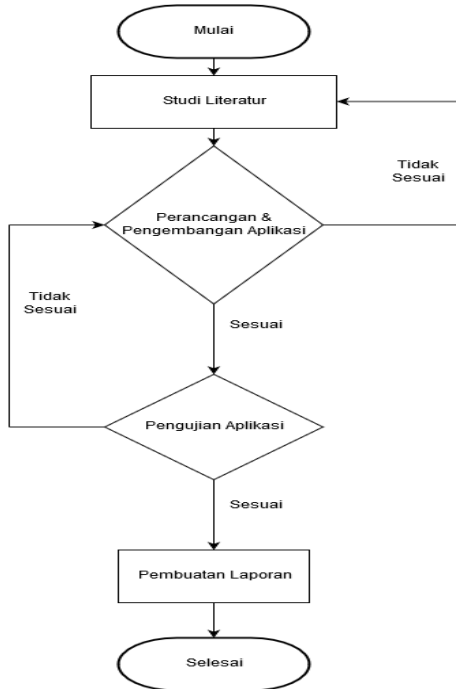 Mulai
Studi Literatur
Tidak
Sesuai
Perancangan &
Pengembangan Aplikasi
Tidak
Sesuai
Sesuai
Pengujian Aplikasi
Sesuai
Pembuatan Laporan
Selesai